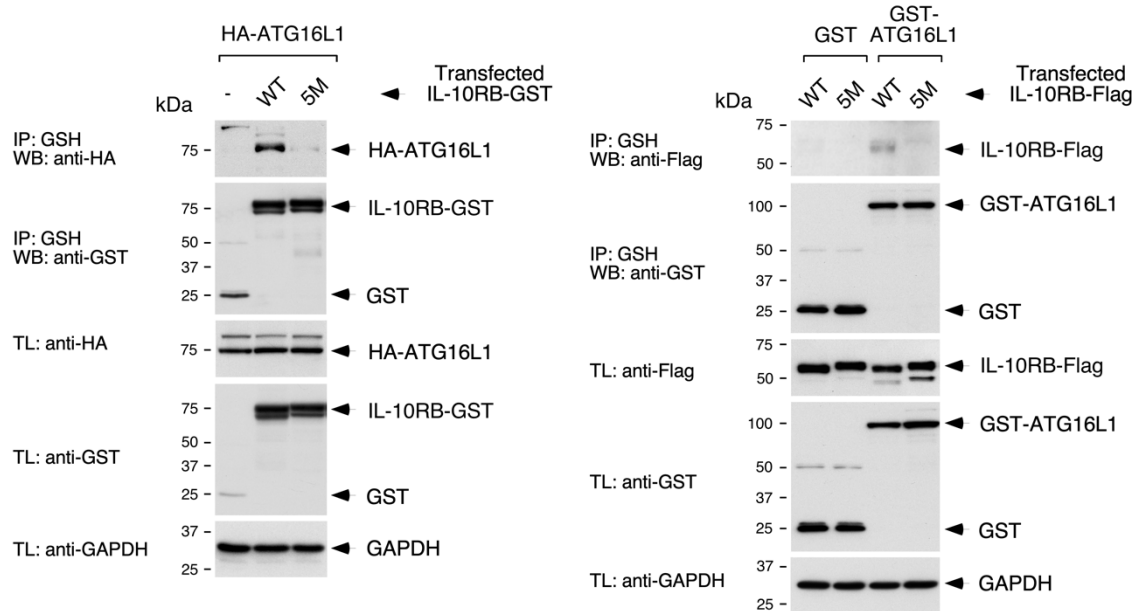 HA-ATG16L1
- WT 5M
Transfected
IL-10RB-GST
kDa
IP: GSH
WB: anti-HA
75 -
HA-ATG16L1
IP: GSH
WB: anti-GST
75 -
50 -
37 -
25 -
IL-10RB-GST
GST
TL: anti-HA
75 -
HA-ATG16L1
TL: anti-GST
75 -
50 -
37 -
25 -
IL-10RB-GST
GST
TL: anti-GAPDH
37 -
25 -
GAPDH
GST
GST-
ATG16L1
WT 5M WT 5M
Transfected
IL-10RB-Flag
kDa
IP: GSH
WB: anti-Flag
75 -
50 -
IL-10RB-Flag
IP: GSH
WB: anti-GST
100 -
50 -
37 -
25 -
GST-ATG16L1
GST
TL: anti-Flag
75 -
50 -
IL-10RB-Flag
TL: anti-GST
100 -
50 -
37 -
25 -
GST-ATG16L1
GST
TL: anti-GAPDH
37 -
25 -
GAPDH